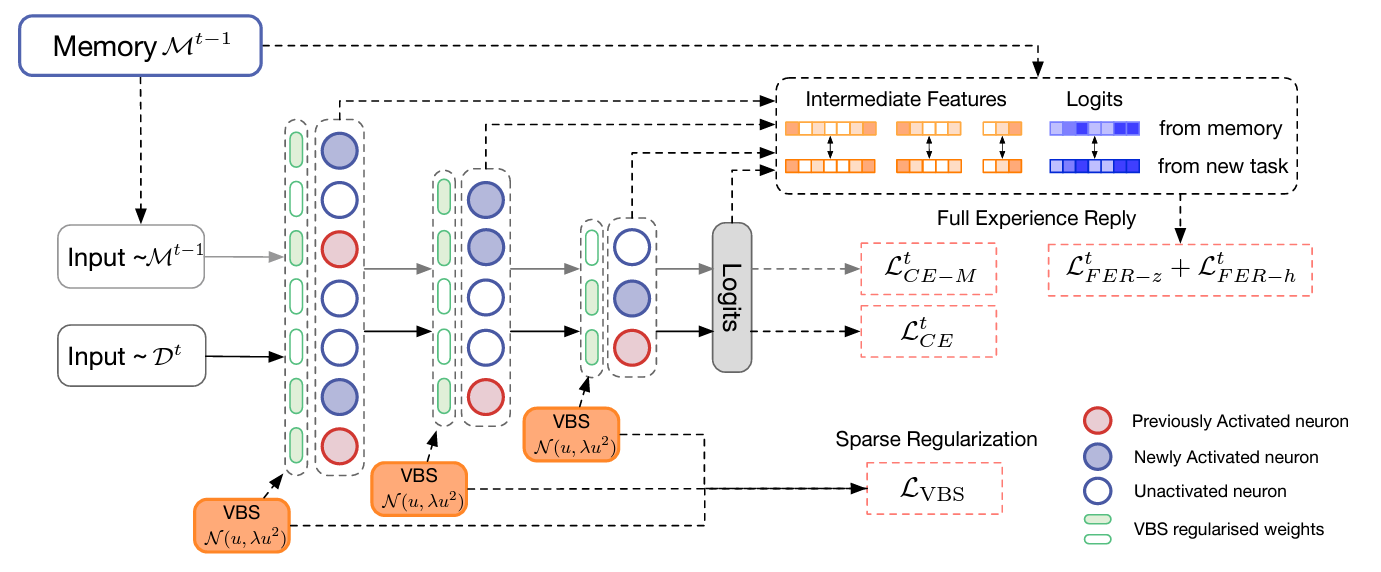 Memory $\mathcal{M}^{t-1}$
Intermediate Features
Logits
from memory
from new task
Full Experience Reply
Input ~$\mathcal{M}^{t-1}$
Input ~ $\mathcal{D}^{t}$
Logits
$\mathcal{L}^{t}_{CE-M}$
$\mathcal{L}^{t}_{FER-z} + \mathcal{L}^{t}_{FER-h}$
$\mathcal{L}^{t}_{CE}$
VBS
$\mathcal{N}(u, \lambda u^2)$
VBS
$\mathcal{N}(u, \lambda u^2)$
VBS
$\mathcal{N}(u, \lambda u^2)$
Sparse Regularization
$\mathcal{L}_{\mathrm{VBS}}$
Previously Activated neuron
Newly Activated neuron
Unactivated neuron
VBS regularised weights